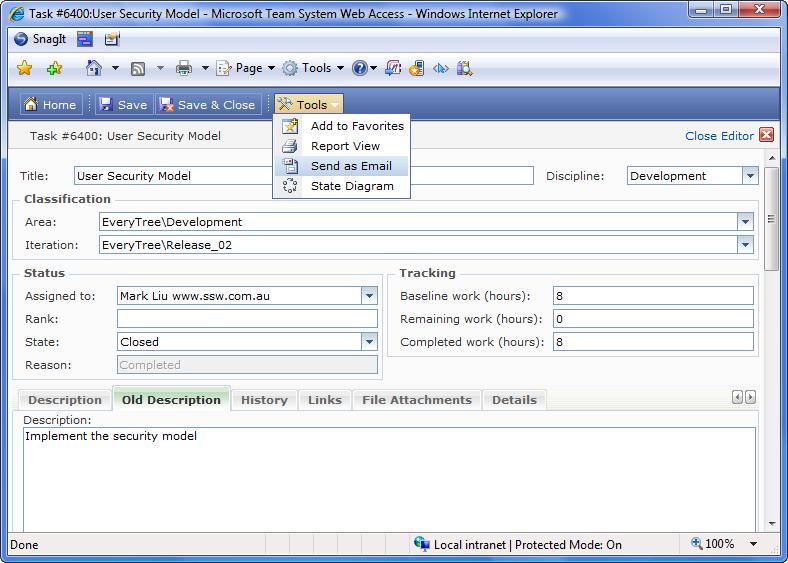 Task #6400:User Security Model - Microsoft Team System Web Access - Windows Internet Explorer
SnagIt
Page Tools
Home Save Save & Close Tools
Add to Favorites
Report View
Send as Email
State Diagram
Task #6400: User Security Model Close Editor
Title: User Security Model Discipline: Development
Classification
Area: EveryTree\Development
Iteration: EveryTree\Release_02
Status Tracking
Assigned to: Mark Liu www.ssw.com.au Baseline work (hours): 8
Rank: Remaining work (hours): 0
State: Closed Completed work (hours): 8
Reason: Completed
Description Old Description History Links File Attachments Details
Description:
Implement the security model
Done Local intranet | Protected Mode: On 100%